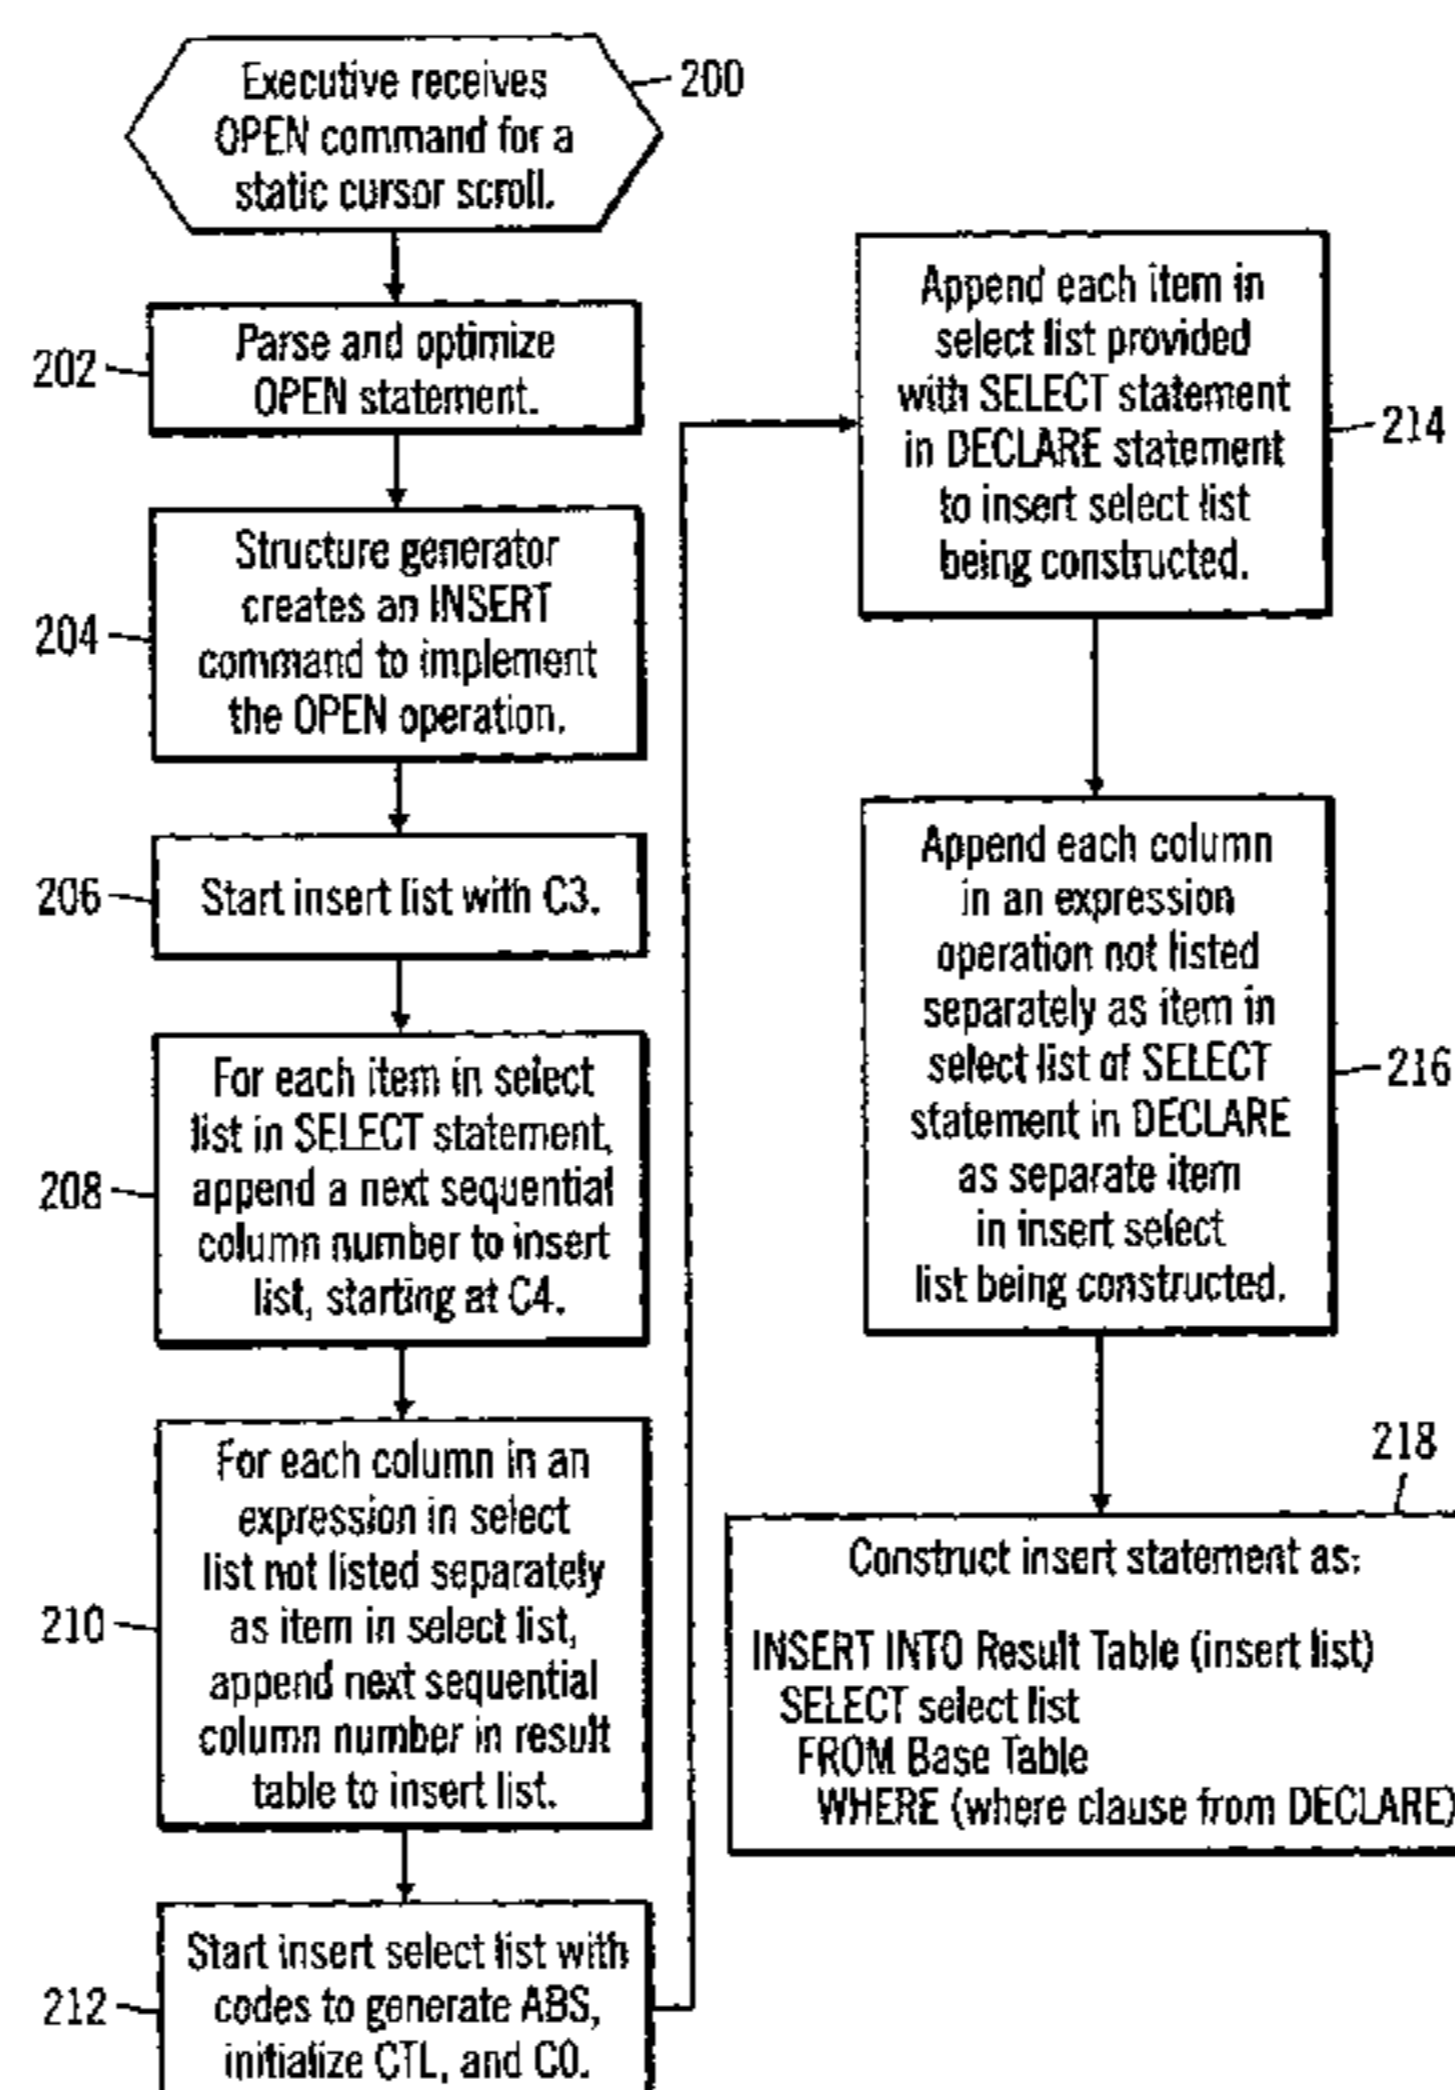 Executive receives
OPEN command for a
static cursor scroll.
200
Parse and optimize
OPEN statement.
202
Structure generator
creates an INSERT
command to implement
the OPEN operation.
204
Start insert list with C3.
206
For each item in select
list in SELECT statement,
append a next sequential
column number to insert
list, starting at C4.
208
For each column in an
expression in select
list not listed separately
as item in select list,
append next sequential
column number in result
table to insert list.
210
Start insert select list with
codes to generate ABS,
initialize CTL, and C0.
212
Append each item in
select list provided
with SELECT statement
in DECLARE statement
to insert select list
being constructed.
214
Append each column
in an expression
operation not listed
separately as item in
select list of SELECT
statement in DECLARE
as separate item
in insert select
list being constructed.
216
218
Construct insert statement as:
INSERT INTO Result Table (insert list)
SELECT select list
FROM Base Table
WHERE (where clause from DECLARE)